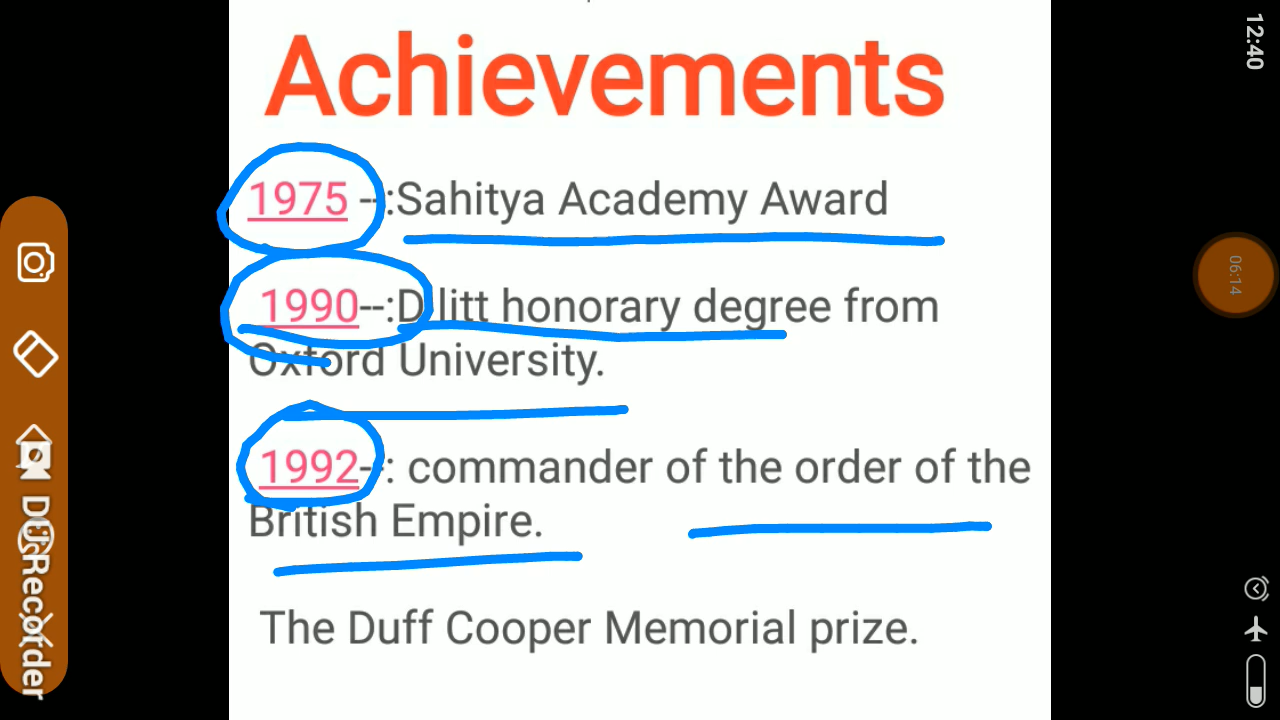 Achievements
1975 --:Sahitya Academy Award
1990--:D.litt honorary degree from
Oxford University.
1992--: commander of the order of the
British Empire.
The Duff Cooper Memorial prize.
12:40
06:14
DU Recorder